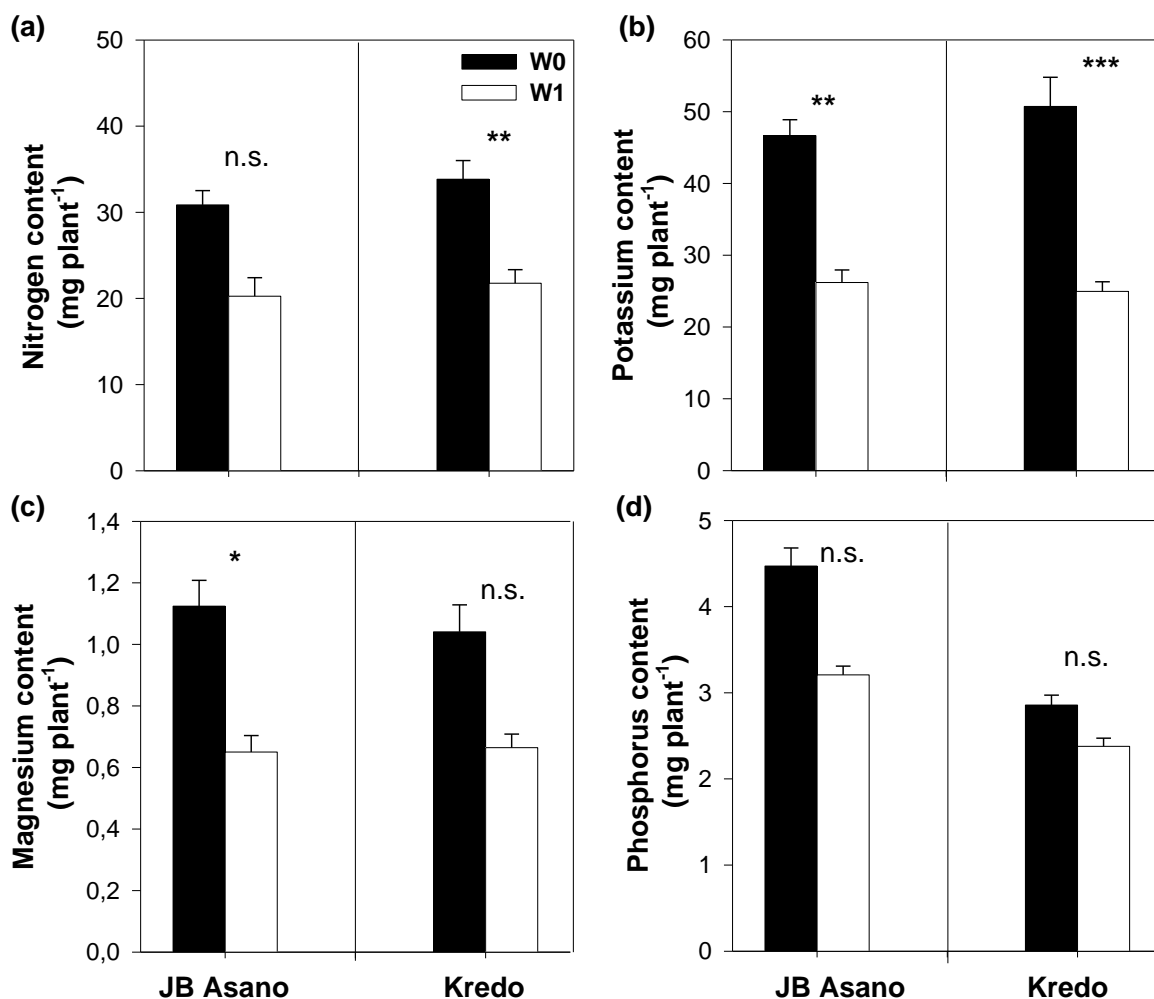 (a)
50
40
30
20
10
0
Nitrogen content
(mg plant⁻¹)
W0
W1
n.s.
**
(b)
60
50
40
30
20
10
0
Potassium content
(mg plant⁻¹)
**
***
(c)
1,4
1,2
1,0
0,8
0,6
0,4
0,2
0,0
Magnesium content
(mg plant⁻¹)
*
n.s.
JB Asano
Kredo
(d)
5
4
3
2
1
0
Phosphorus content
(mg plant⁻¹)
n.s.
n.s.
JB Asano
Kredo